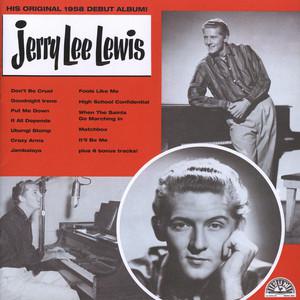 HIS ORIGINAL 1958 DEBUT ALBUM!
Jerry Lee Lewis
Don't Be Cruel
Goodnight Irene
Put Me Down
It All Depends
Ubangi Stomp
Crazy Arms
Jambalaya
Fools Like Me
High School Confidential
When The Saints
Go Marching in
Matchbox
It'll Be Me
plus 6 bonus tracks!
SUN